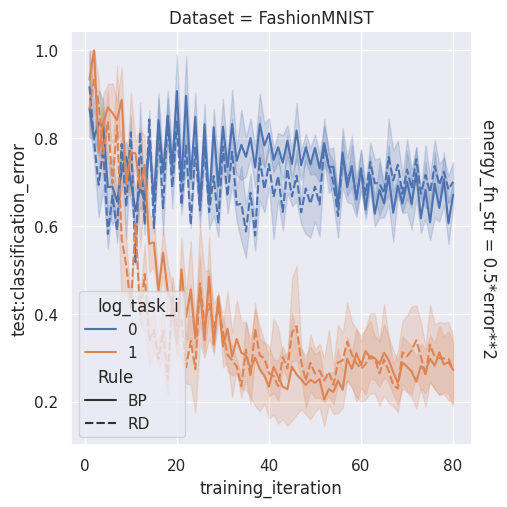 Dataset = FashionMNIST
1.0
0.8
0.6
0.4
0.2
test:classification_error
log_task_i
0
1
Rule
BP
RD
0
20
40
60
80
training_iteration
energy_fn_str = 0.5*error**2